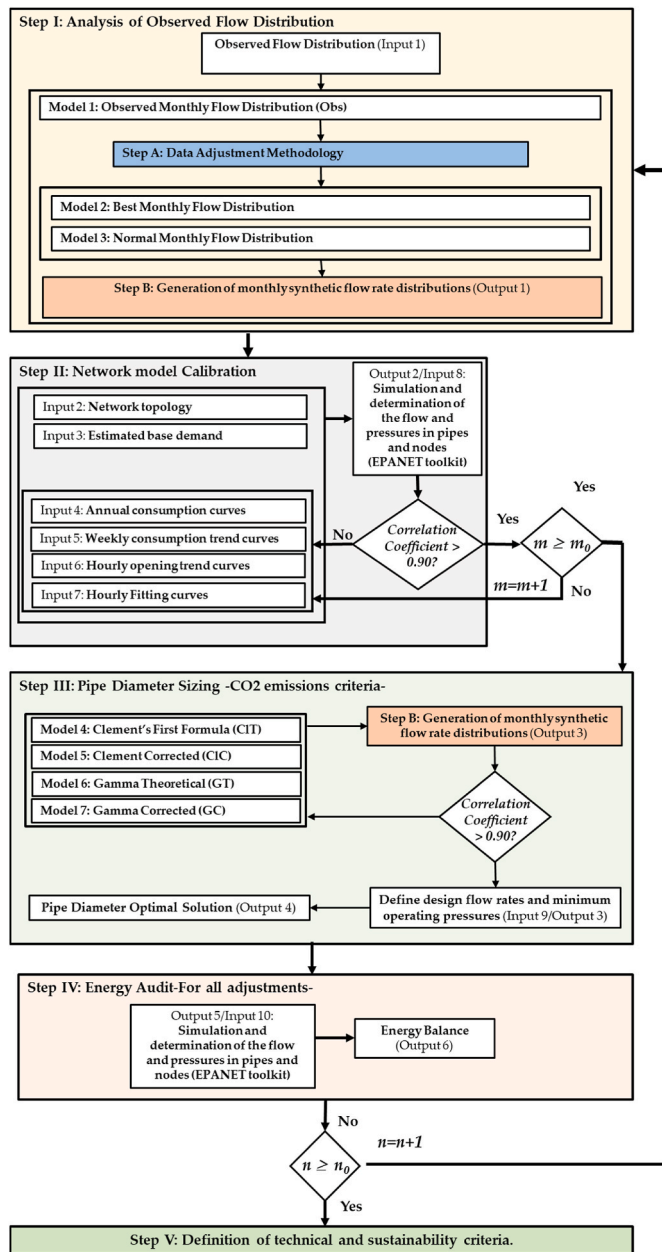 Step I: Analysis of Observed Flow Distribution
Observed Flow Distribution (Input 1)
Model 1: Observed Monthly Flow Distribution (Obs)
Step A: Data Adjustment Methodology
Model 2: Best Monthly Flow Distribution
Model 3: Normal Monthly Flow Distribution
Step B: Generation of monthly synthetic flow rate distributions (Output 1)
Step II: Network model Calibration
Input 2: Network topology
Input 3: Estimated base demand
Output 2/Input 8:
Simulation and
determination of
the flow and
pressures in pipes
and nodes
(EPANET toolkit)
Input 4: Annual consumption curves
Input 5: Weekly consumption trend curves
Input 6: Hourly opening trend curves
Input 7: Hourly Fitting curves
No
Correlation
Coefficient >
0.90?
Yes
m ≥ m0
Yes
No
m=m+1
Step III: Pipe Diameter Sizing -CO2 emissions criteria-
Model 4: Clement's First Formula (ClT)
Model 5: Clement Corrected (ClC)
Model 6: Gamma Theoretical (GT)
Model 7: Gamma Corrected (GC)
Step B: Generation of monthly synthetic
flow rate distributions (Output 3)
Correlation
Coefficient
> 0.90?
Pipe Diameter Optimal Solution (Output 4)
Define design flow rates and minimum
operating pressures (Input 9/Output 3)
Step IV: Energy Audit-For all adjustments-
Output 5/Input 10:
Simulation and
determination of the flow
and pressures in pipes and
nodes (EPANET toolkit)
Energy Balance
(Output 6)
No
n ≥ n0
n=n+1
Yes
Step V: Definition of technical and sustainability criteria.